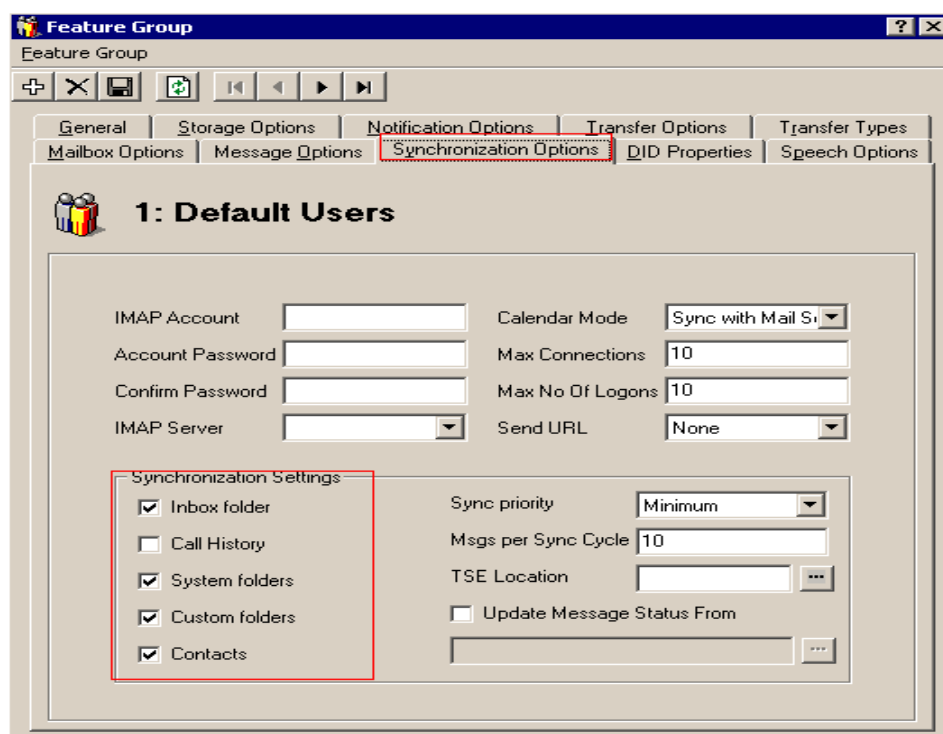 Feature Group
Feature Group
General Storage Options Notification Options Transfer Options Transfer Types
Mailbox Options Message Options Synchronization Options DID Properties Speech Options
1: Default Users
IMAP Account Calendar Mode Sync with Mail
Account Password Max Connections 10
Confirm Password Max No Of Logons 10
IMAP Server Send URL None
Synchronization Settings
Inbox folder Sync priority Minimum
Call History Msgs per Sync Cycle 10
System folders TSE Location ...
Custom folders Update Message Status From
Contacts ...